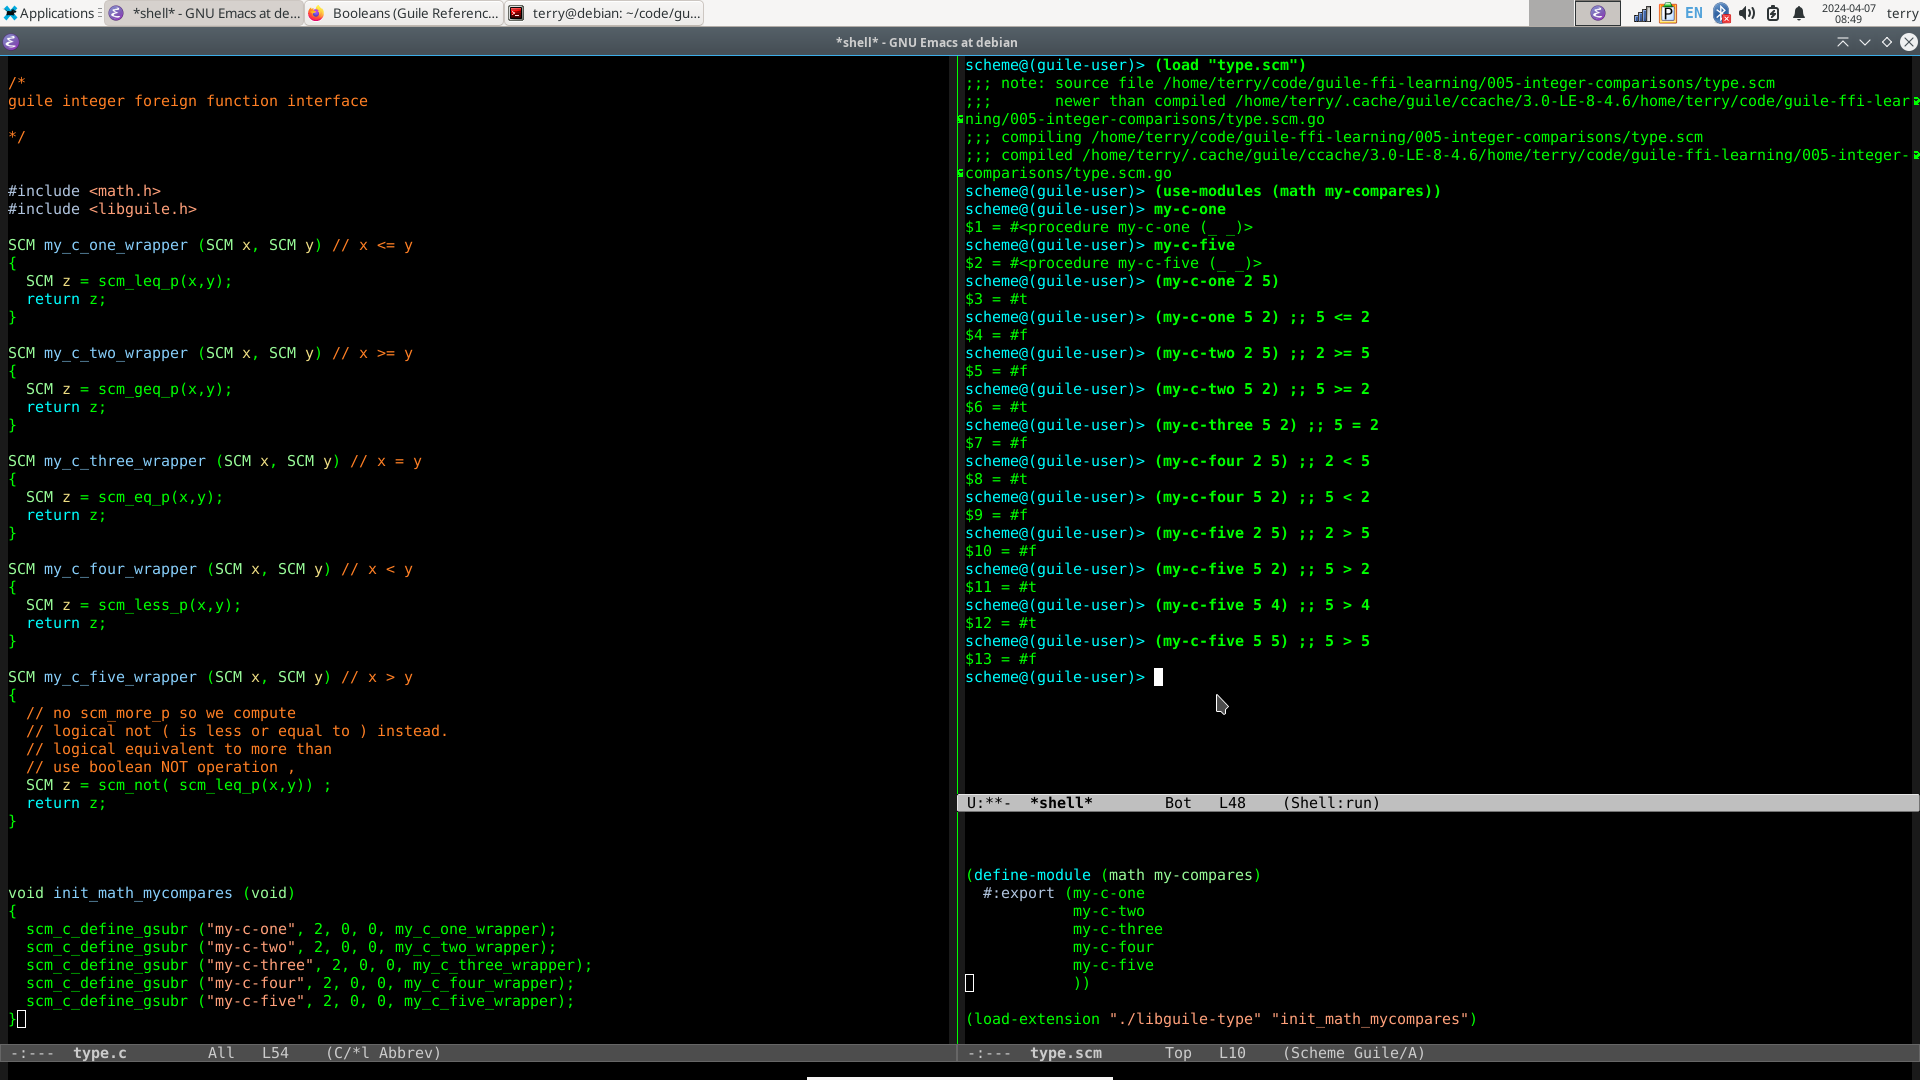 Applications
*shell* - GNU Emacs at de...
Booleans (Guile Referenc...
terry@debian: ~/code/gu...
EN
2024-04-07
08:49
terry
*shell* - GNU Emacs at debian
/*
guile integer foreign function interface
*/
#include <math.h>
#include <libguile.h>
SCM my_c_one_wrapper (SCM x, SCM y) // x <= y
{
  SCM z = scm_leq_p(x,y);
  return z;
}
SCM my_c_two_wrapper (SCM x, SCM y) // x >= y
{
  SCM z = scm_geq_p(x,y);
  return z;
}
SCM my_c_three_wrapper (SCM x, SCM y) // x = y
{
  SCM z = scm_eq_p(x,y);
  return z;
}
SCM my_c_four_wrapper (SCM x, SCM y) // x < y
{
  SCM z = scm_less_p(x,y);
  return z;
}
SCM my_c_five_wrapper (SCM x, SCM y) // x > y
{
  // no scm_more_p so we compute
  // logical not ( is less or equal to ) instead.
  // logical equivalent to more than
  // use boolean NOT operation ,
  SCM z = scm_not( scm_leq_p(x,y)) ;
  return z;
}
void init_math_mycompares (void)
{
  scm_c_define_gsubr ("my-c-one", 2, 0, 0, my_c_one_wrapper);
  scm_c_define_gsubr ("my-c-two", 2, 0, 0, my_c_two_wrapper);
  scm_c_define_gsubr ("my-c-three", 2, 0, 0, my_c_three_wrapper);
  scm_c_define_gsubr ("my-c-four", 2, 0, 0, my_c_four_wrapper);
  scm_c_define_gsubr ("my-c-five", 2, 0, 0, my_c_five_wrapper);
}
-:--- type.c All L54 (C/*l Abbrev)
scheme@(guile-user)> (load "type.scm")
;;; note: source file /home/terry/code/guile-ffi-learning/005-integer-comparisons/type.scm
;;;       newer than compiled /home/terry/.cache/guile/ccache/3.0-LE-8-4.6/home/terry/code/guile-ffi-lear
ning/005-integer-comparisons/type.scm.go
;;; compiling /home/terry/code/guile-ffi-learning/005-integer-comparisons/type.scm
;;; compiled /home/terry/.cache/guile/ccache/3.0-LE-8-4.6/home/terry/code/guile-ffi-learning/005-integer-
comparisons/type.scm.go
scheme@(guile-user)> (use-modules (math my-compares))
scheme@(guile-user)> my-c-one
$1 = #<procedure my-c-one (_ _)>
scheme@(guile-user)> my-c-five
$2 = #<procedure my-c-five (_ _)>
scheme@(guile-user)> (my-c-one 2 5)
$3 = #t
scheme@(guile-user)> (my-c-one 5 2) ;; 5 <= 2
$4 = #f
scheme@(guile-user)> (my-c-two 2 5) ;; 2 >= 5
$5 = #f
scheme@(guile-user)> (my-c-two 5 2) ;; 5 >= 2
$6 = #t
scheme@(guile-user)> (my-c-three 5 2) ;; 5 = 2
$7 = #f
scheme@(guile-user)> (my-c-four 2 5) ;; 2 < 5
$8 = #t
scheme@(guile-user)> (my-c-four 5 2) ;; 5 < 2
$9 = #f
scheme@(guile-user)> (my-c-five 2 5) ;; 2 > 5
$10 = #f
scheme@(guile-user)> (my-c-five 5 2) ;; 5 > 2
$11 = #t
scheme@(guile-user)> (my-c-five 5 4) ;; 5 > 4
$12 = #t
scheme@(guile-user)> (my-c-five 5 5) ;; 5 > 5
$13 = #f
scheme@(guile-user)>
U:**- *shell* Bot L48 (Shell:run)
(define-module (math my-compares)
  #:export (my-c-one
            my-c-two
            my-c-three
            my-c-four
            my-c-five
            ))
(load-extension "./libguile-type" "init_math_mycompares")
-:--- type.scm Top L10 (Scheme Guile/A)